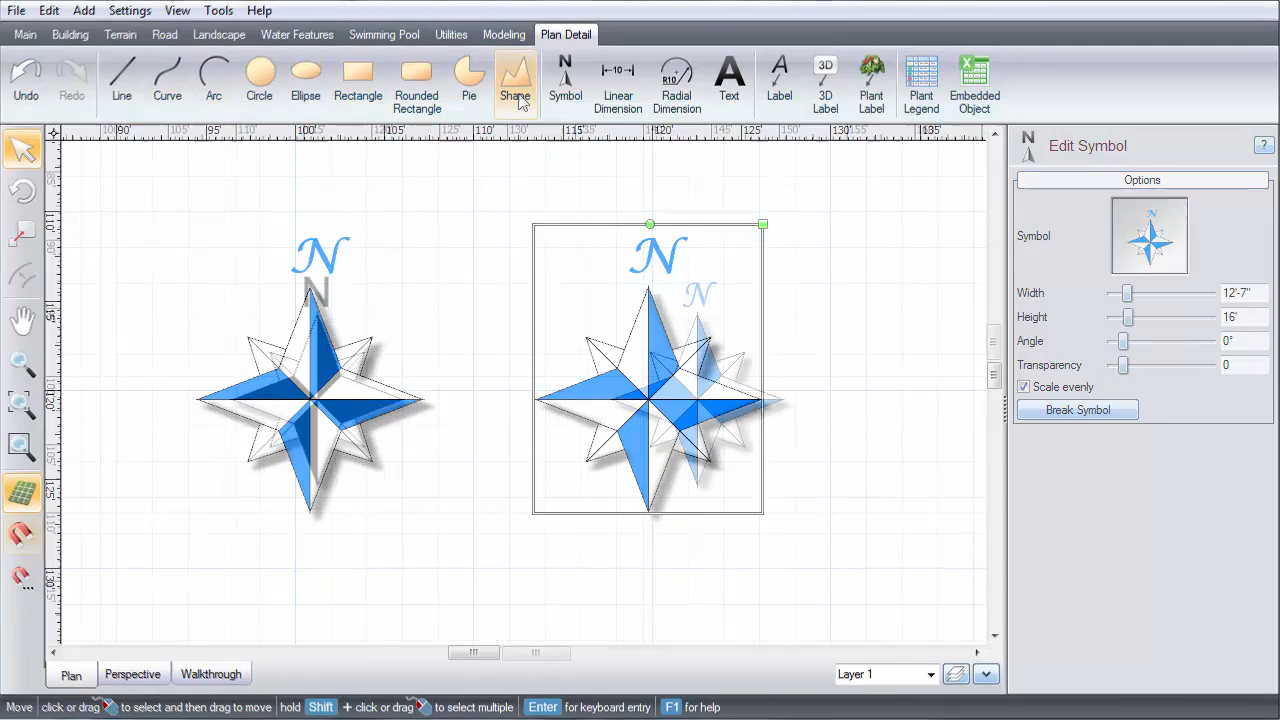 File Edit Add Settings View Tools Help
Main Building Terrain Road Landscape Water Features Swimming Pool Utilities Modeling Plan Detail
Undo Redo Line Curve Arc Circle Ellipse Rectangle Rounded Rectangle Pie Shape Symbol Linear Dimension Radial Dimension Text Label 3D Label Plant Label Plant Legend Embedded Object
N
←10→
R10
A
A
3D
N
N
N
N
N
Edit Symbol
?
Options
Symbol
N
Width 12'-7"
Height 16'
Angle 0°
Transparency 0
Scale evenly
Break Symbol
Plan Perspective Walkthrough
Layer 1
Move click or drag to select and then drag to move hold Shift + click or drag to select multiple Enter for keyboard entry F1 for help